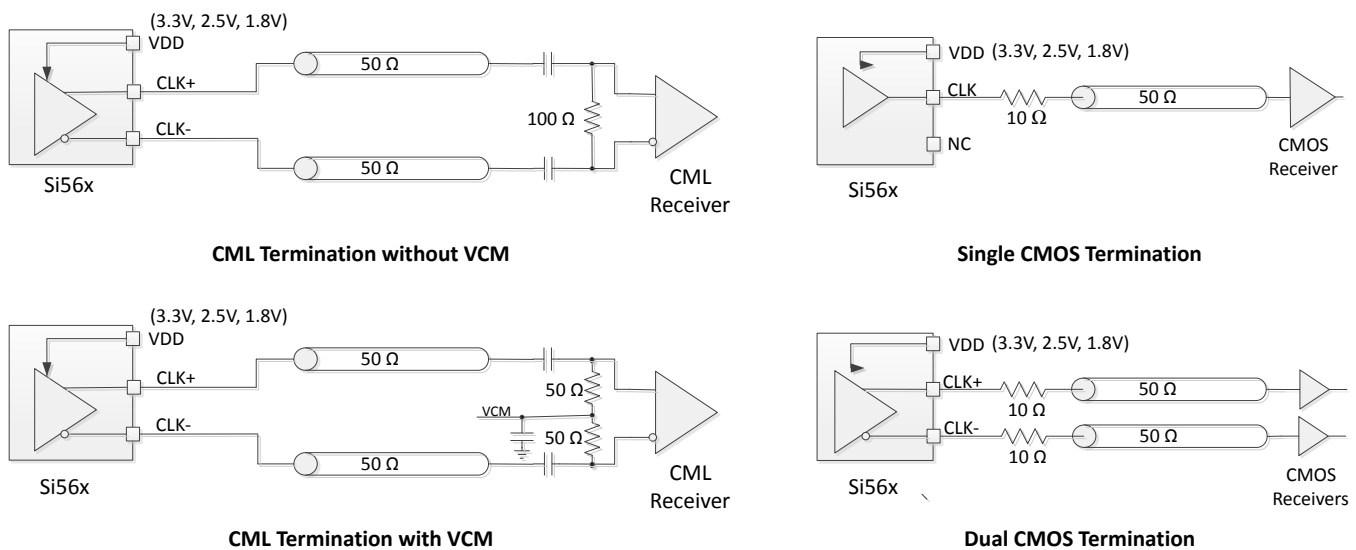 (3.3V, 2.5V, 1.8V)
VDD
CLK+
50 Ω
100 Ω
CLK-
50 Ω
Si56x
CML
Receiver
CML Termination without VCM
VDD (3.3V, 2.5V, 1.8V)
CLK
10 Ω
50 Ω
NC
Si56x
CMOS
Receiver
Single CMOS Termination
(3.3V, 2.5V, 1.8V)
VDD
CLK+
50 Ω
50 Ω
VCM
50 Ω
CLK-
50 Ω
Si56x
CML
Receiver
CML Termination with VCM
VDD (3.3V, 2.5V, 1.8V)
CLK+
10 Ω
50 Ω
CLK-
10 Ω
50 Ω
Si56x
CMOS
Receivers
Dual CMOS Termination